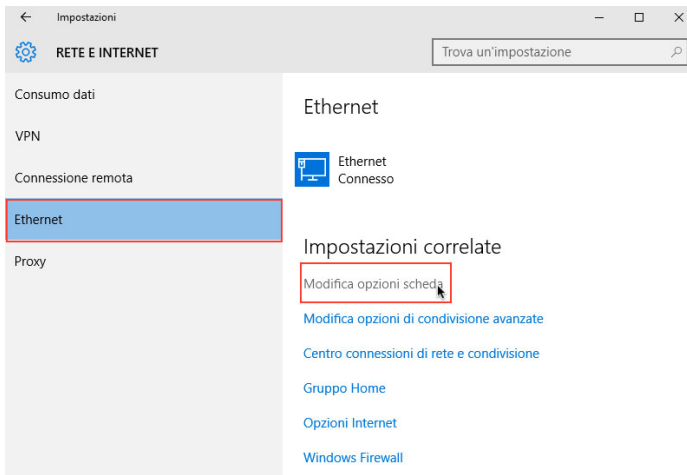 Impostazioni
RETE E INTERNET
Trova un'impostazione
Consumo dati
VPN
Connessione remota
Ethernet
Proxy
Ethernet
Ethernet
Connesso
Impostazioni correlate
Modifica opzioni scheda
Modifica opzioni di condivisione avanzate
Centro connessioni di rete e condivisione
Gruppo Home
Opzioni Internet
Windows Firewall